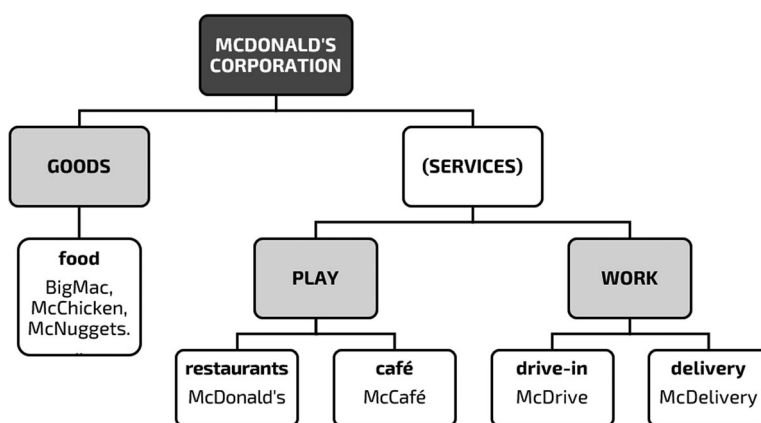 MCDONALD'S
CORPORATION
GOODS
(SERVICES)
food
BigMac,
McChicken,
McNuggets.
..
PLAY
WORK
restaurants
McDonald's
café
McCafé
drive-in
McDrive
delivery
McDelivery